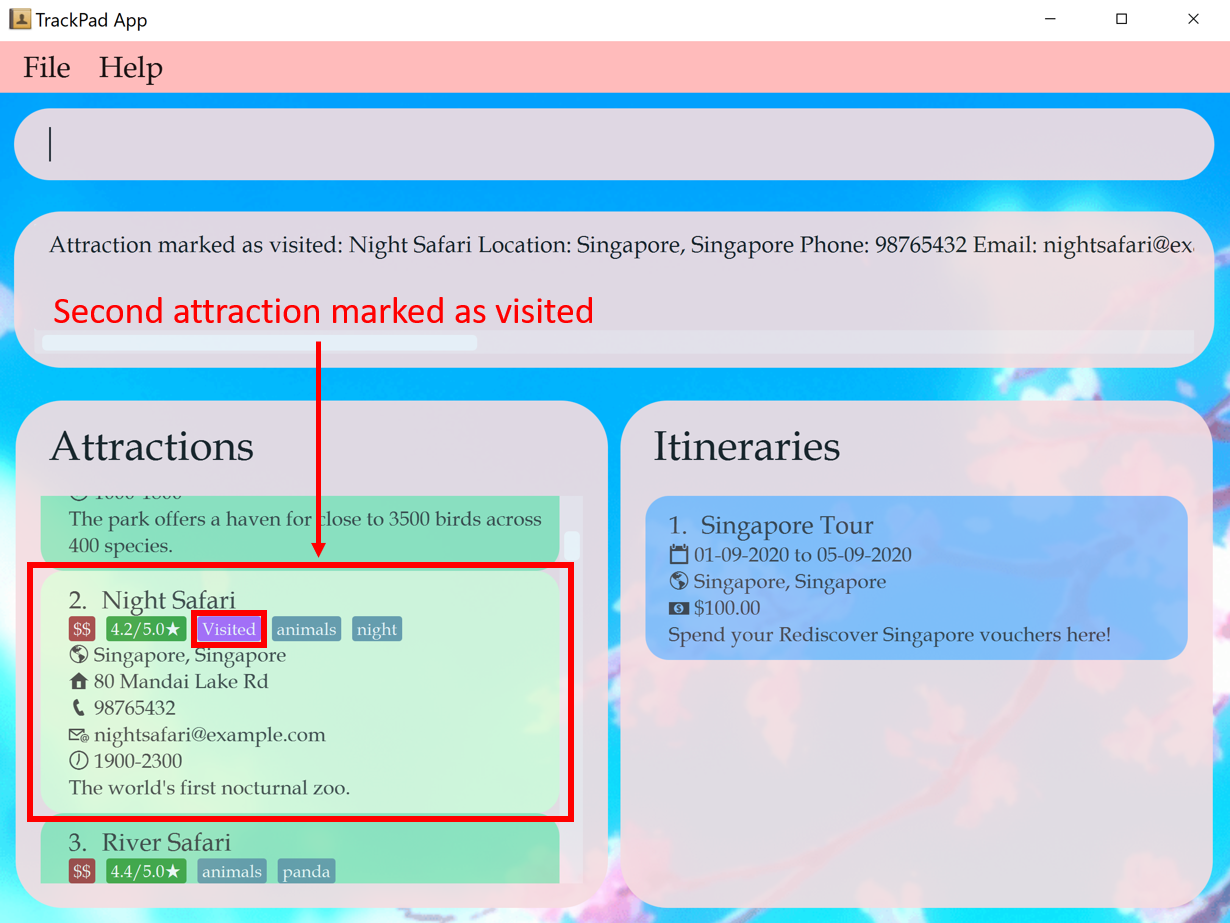 TrackPad App
File Help
Attraction marked as visited: Night Safari Location: Singapore, Singapore Phone: 98765432 Email: nightsafari@ex
Second attraction marked as visited
Attractions
The park offers a haven for close to 3500 birds across
400 species.
2. Night Safari
$$ 4.2/5.0★ Visited animals night
Singapore, Singapore
80 Mandai Lake Rd
98765432
nightsafari@example.com
1900-2300
The world's first nocturnal zoo.
3. River Safari
$$ 4.4/5.0★ animals panda
Itineraries
1. Singapore Tour
01-09-2020 to 05-09-2020
Singapore, Singapore
$100.00
Spend your Rediscover Singapore vouchers here!